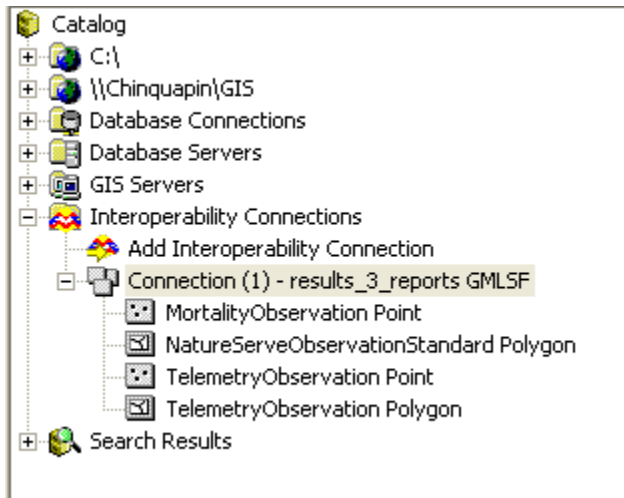 Catalog
C:\
\\Chinquapin\GIS
Database Connections
Database Servers
GIS Servers
Interoperability Connections
Add Interoperability Connection
Connection (1) - results_3_reports GMLSF
MortalityObservation Point
NatureServeObservationStandard Polygon
TelemetryObservation Point
TelemetryObservation Polygon
Search Results